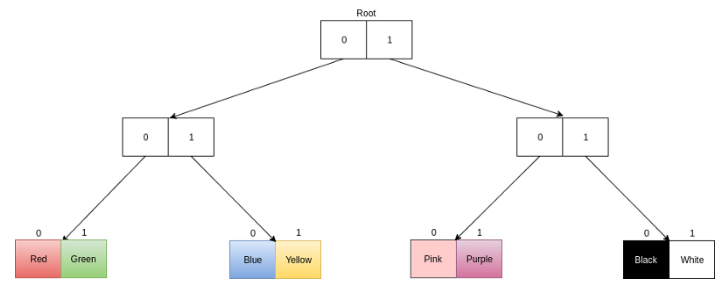 Root
0 1
0 1
0 1
0 1
0 1
0 1
0 1
Red Green
Blue Yellow
Pink Purple
Black White